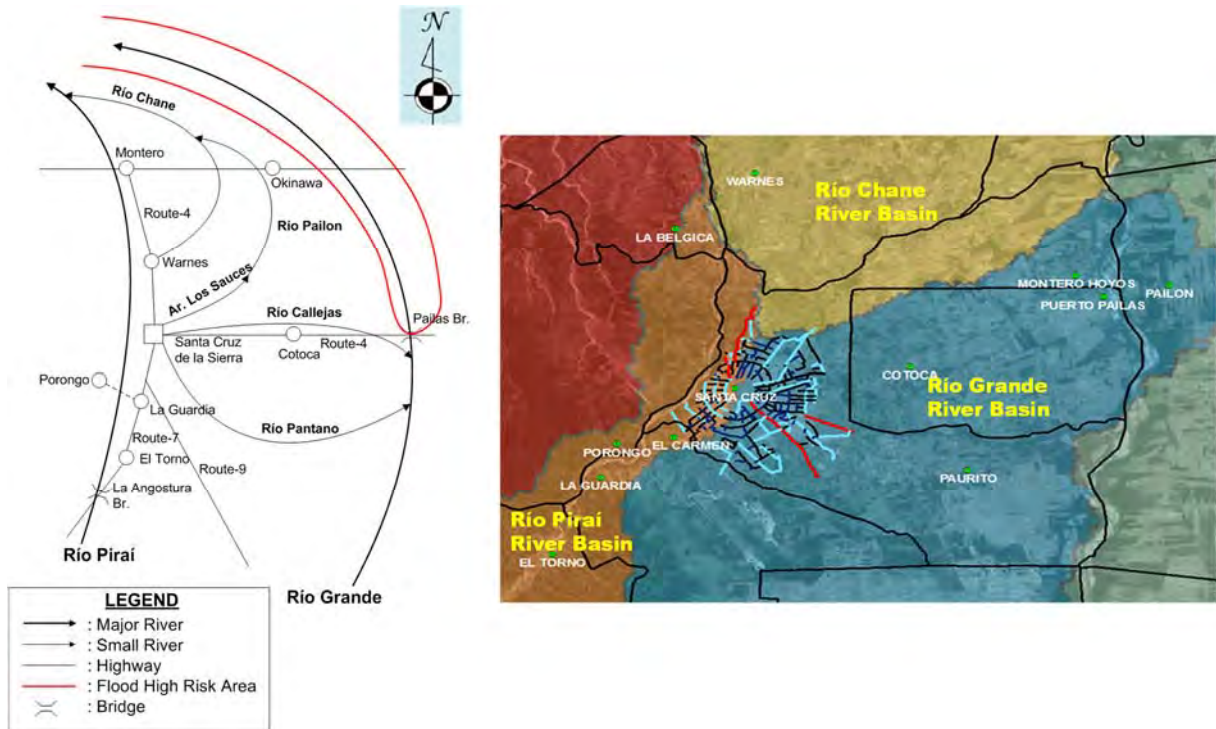 N
Río Chane
Montero
Okinawa
Route-4
Río Pailon
Warnes
Ar. Los Sauces
Río Callejas
Pailas Br.
Santa Cruz
de la Sierra
Cotoca
Route-4
Porongo
La Guardia
Río Pantano
Route-7
El Torno
Route-9
La Angostura
Br.
Río Piraí
Río Grande
LEGEND
: Major River
: Small River
: Highway
: Flood High Risk Area
: Bridge
WARNES
Río Chane
River Basin
LA BELGICA
MONTERO HOYOS
PAILON
PUERTO PAILAS
COTOCA
Río Grande
River Basin
SANTA CRUZ
EL CARMEN
PORONGO
LA GUARDIA
PAURITO
Río Piraí
River Basin
EL TORNO